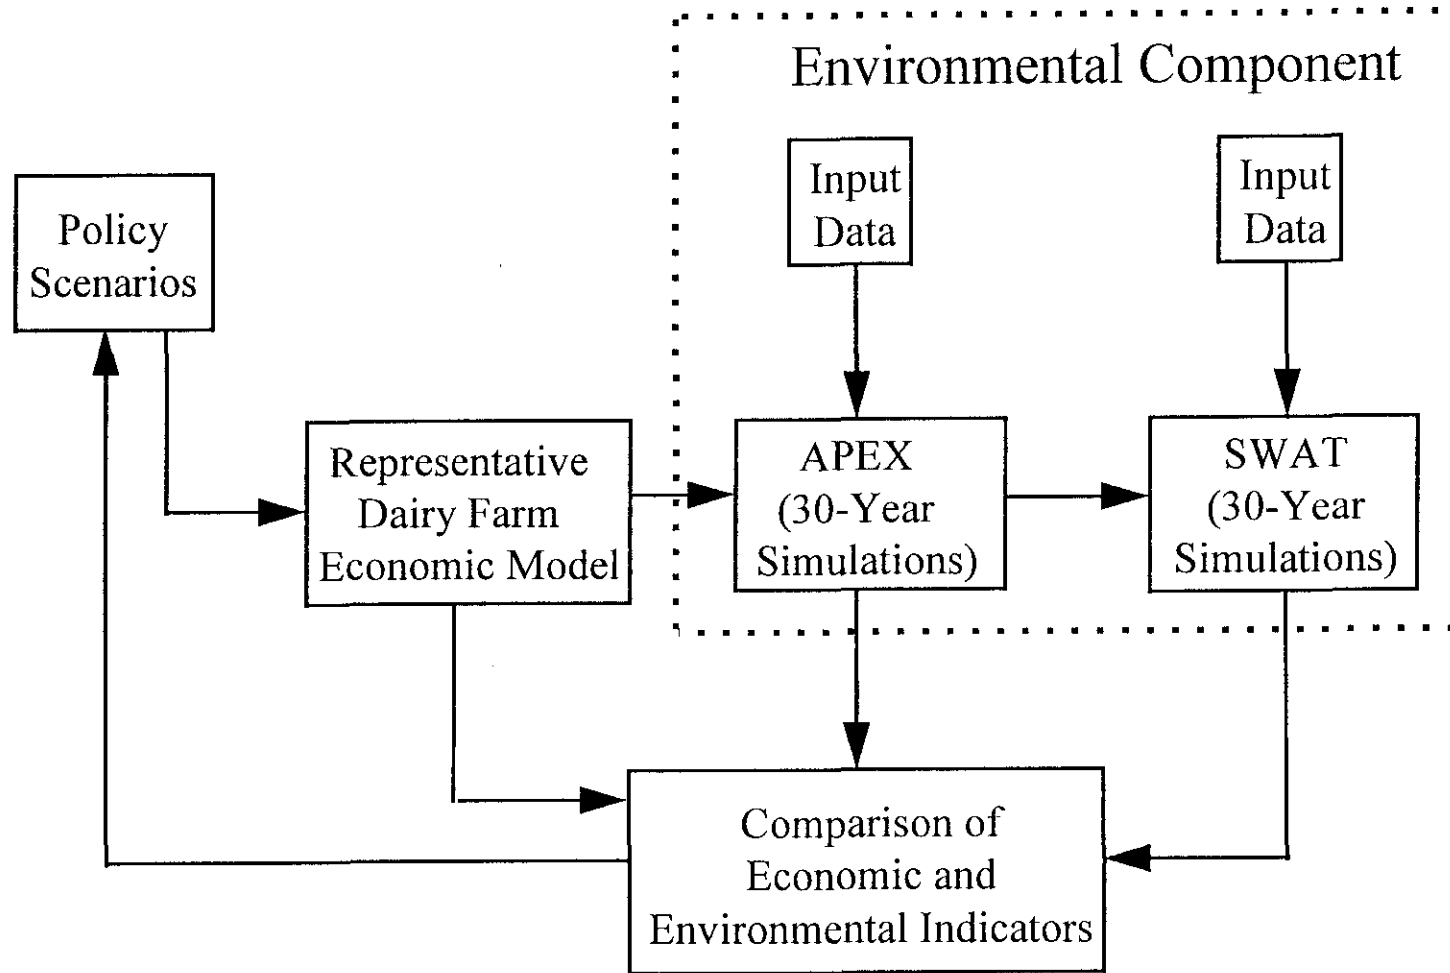 Environmental Component
Input
Data
Input
Data
Policy
Scenarios
Representative
Dairy Farm
Economic Model
APEX
(30-Year
Simulations)
SWAT
(30-Year
Simulations)
Comparison of
Economic and
Environmental Indicators